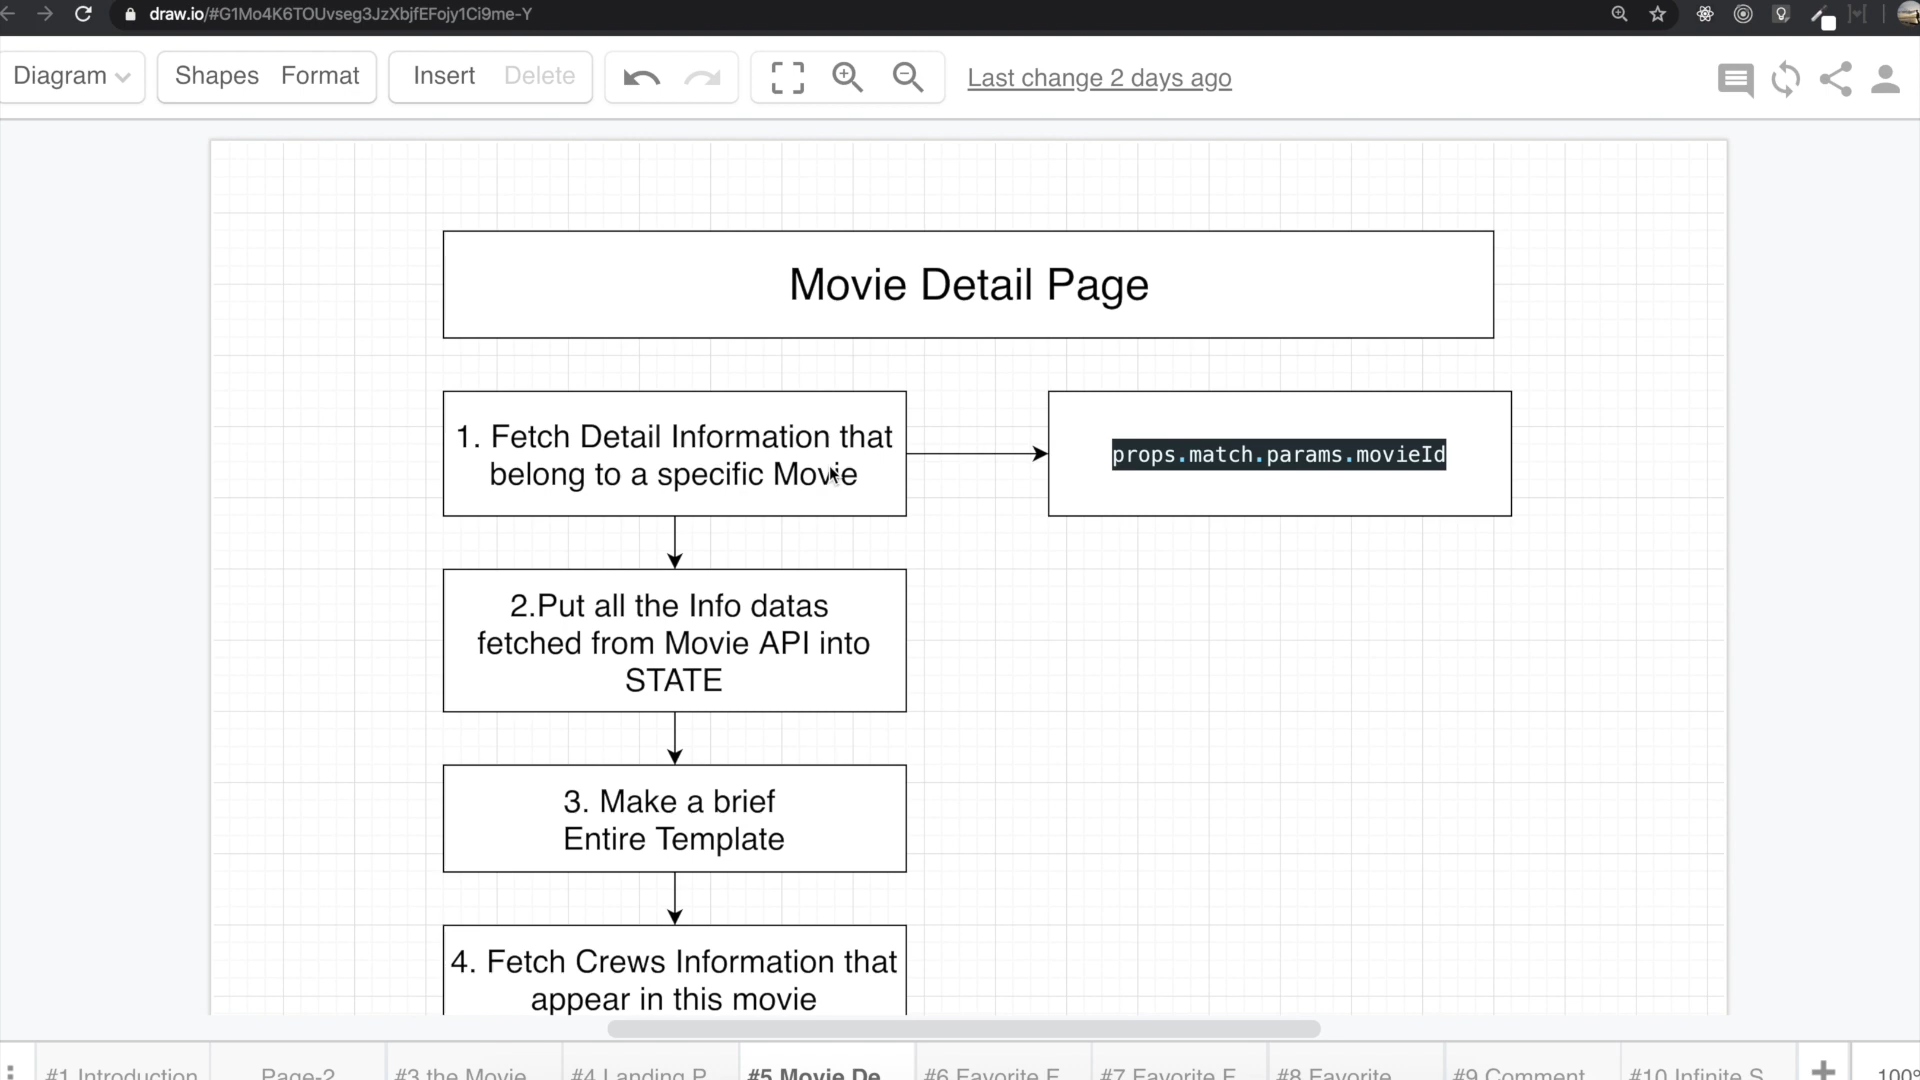 draw.io/#G1Mo4K6TOUvseg3JzXbjfEFojy1Ci9me-Y
Diagram Shapes Format Insert Delete Last change 2 days ago
Movie Detail Page
1. Fetch Detail Information that
belong to a specific Movie
props.match.params.movieId
2.Put all the Info datas
fetched from Movie API into
STATE
3. Make a brief
Entire Template
4. Fetch Crews Information that
appear in this movie
#1 Introduction Page-2 #3 the Movie #4 Landing P #5 Movie De #6 Favorite F #7 Favorite F #8 Favorite #9 Comment #10 Infinite S 100%